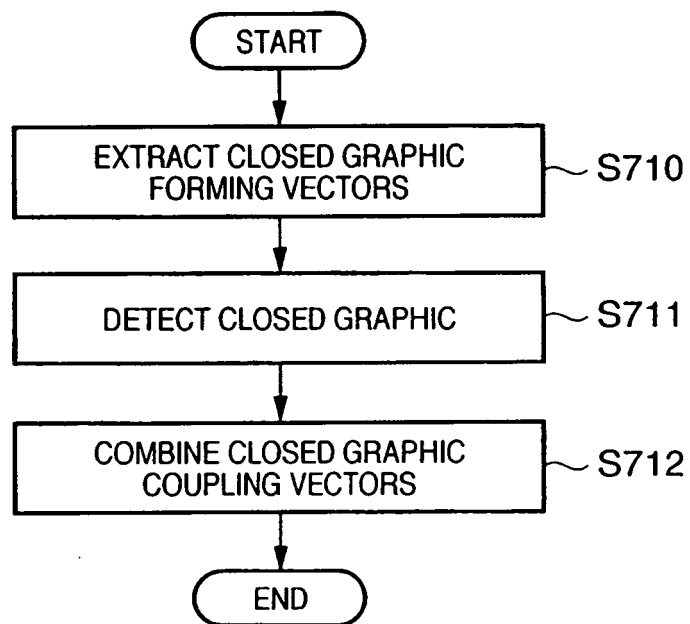 START
EXTRACT CLOSED GRAPHIC
FORMING VECTORS
S710
DETECT CLOSED GRAPHIC
S711
COMBINE CLOSED GRAPHIC
COUPLING VECTORS
S712
END